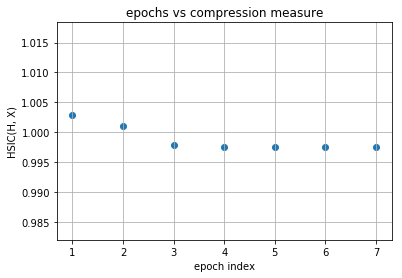 epochs vs compression measure
HSIC(H, X)
1.015
1.010
1.005
1.000
0.995
0.990
0.985
1 2 3 4 5 6 7
epoch index